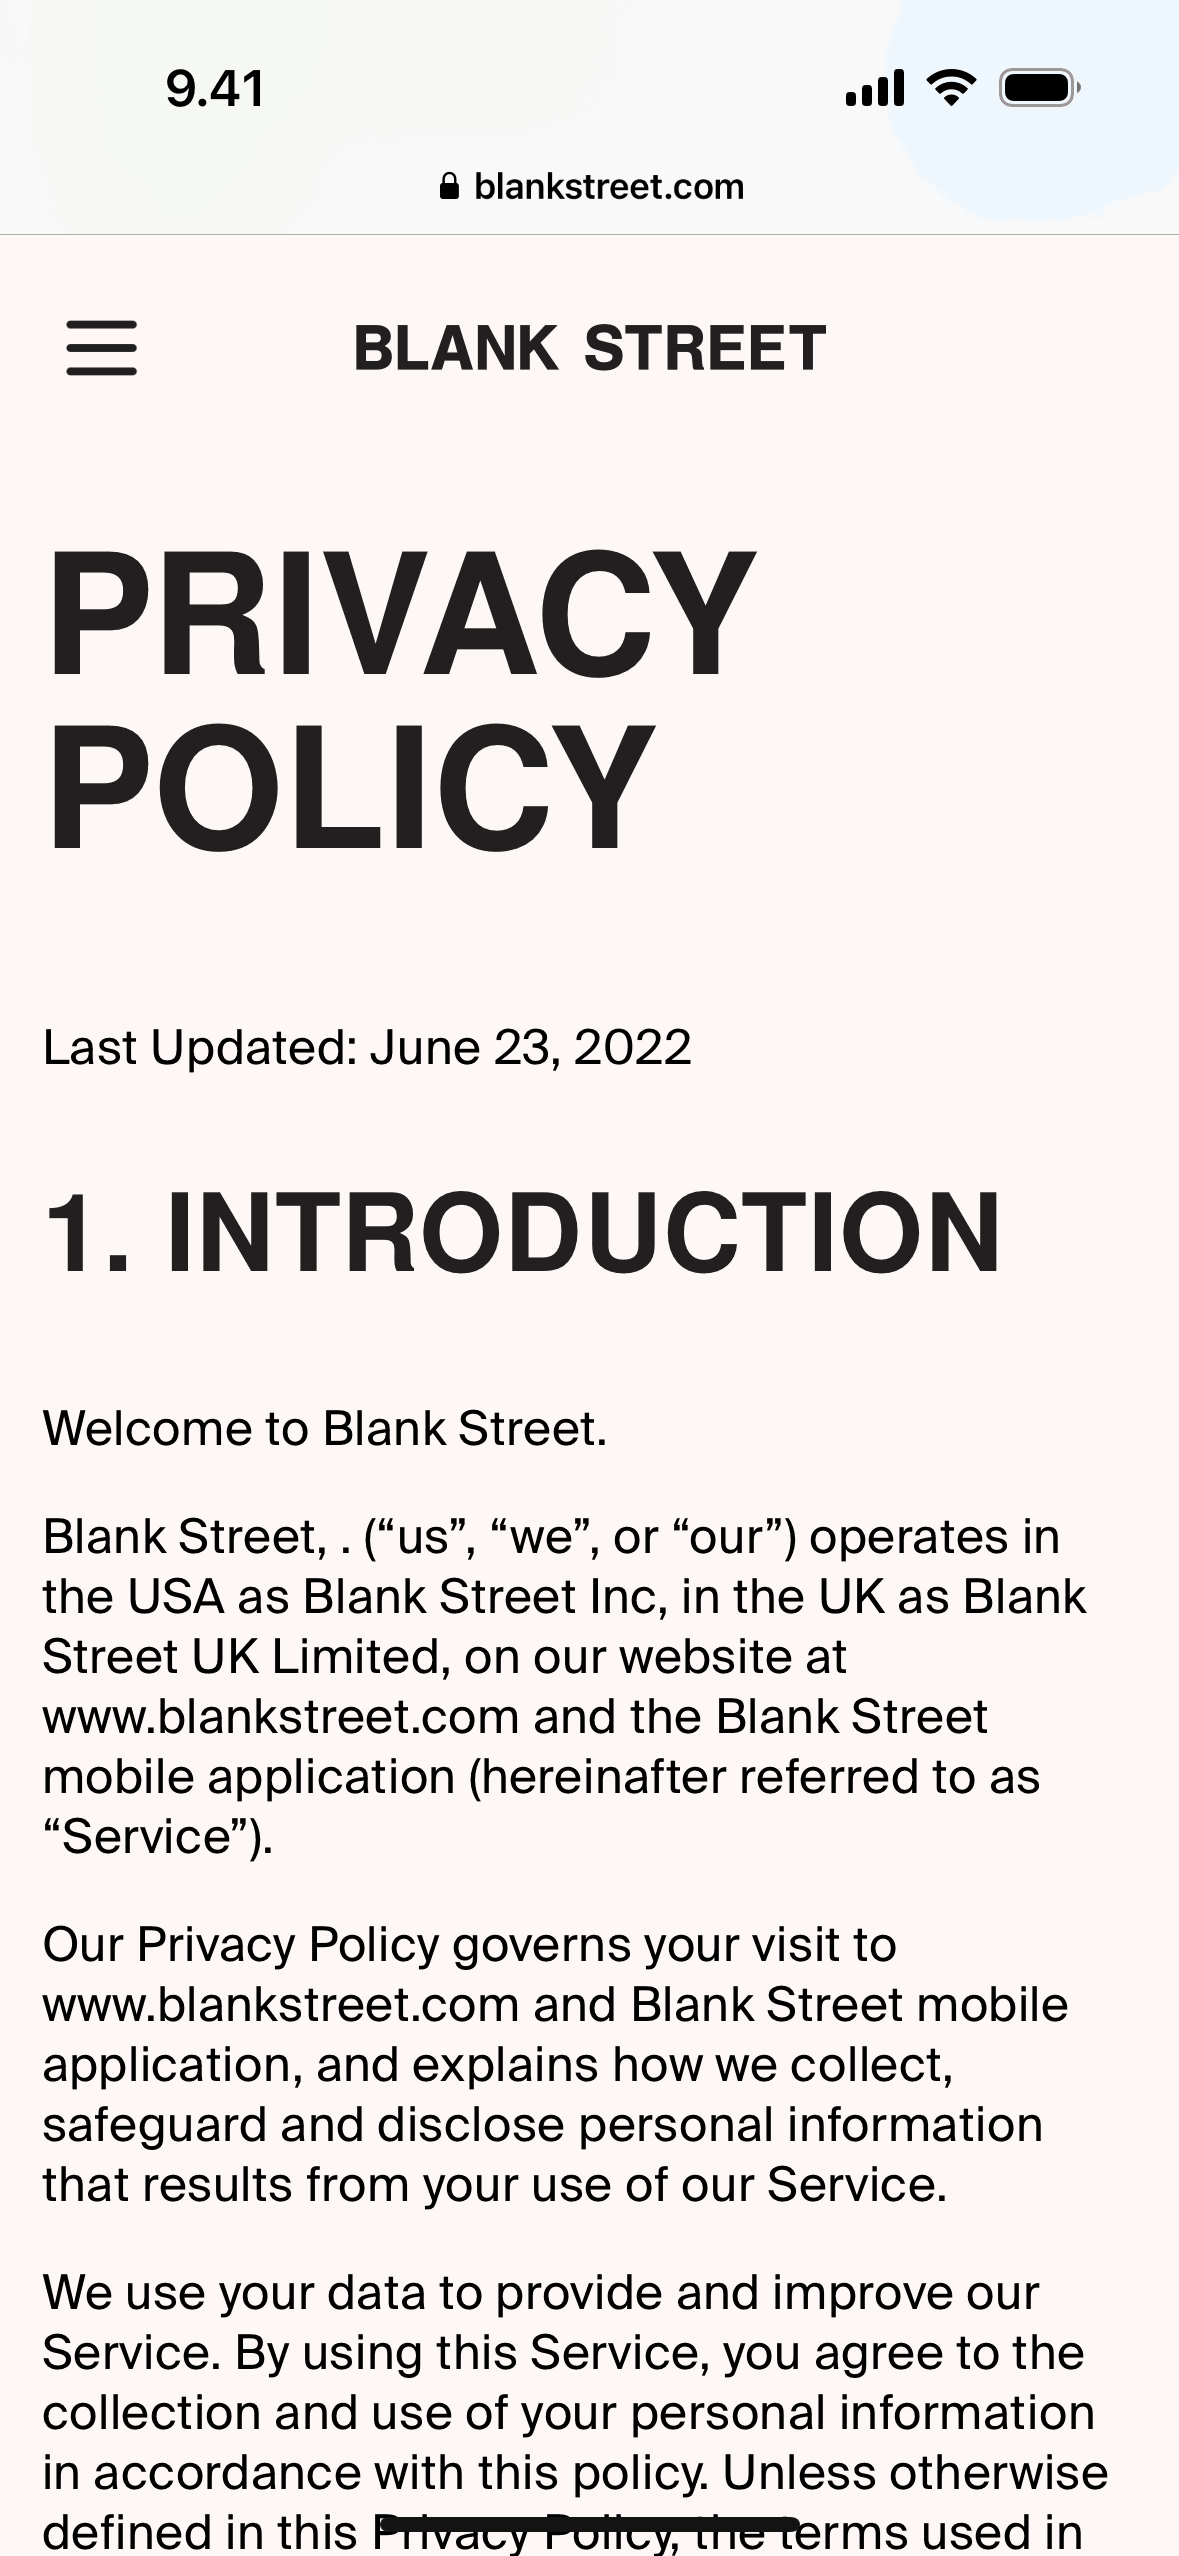 9.41
blankstreet.com
BLANK STREET
PRIVACY
POLICY
Last Updated: June 23, 2022
1. INTRODUCTION
Welcome to Blank Street.
Blank Street, . (“us”, “we”, or “our”) operates in
the USA as Blank Street Inc, in the UK as Blank
Street UK Limited, on our website at
www.blankstreet.com and the Blank Street
mobile application (hereinafter referred to as
“Service”).
Our Privacy Policy governs your visit to
www.blankstreet.com and Blank Street mobile
application, and explains how we collect,
safeguard and disclose personal information
that results from your use of our Service.
We use your data to provide and improve our
Service. By using this Service, you agree to the
collection and use of your personal information
in accordance with this policy. Unless otherwise
defined in this Privacy Policy, the terms used in